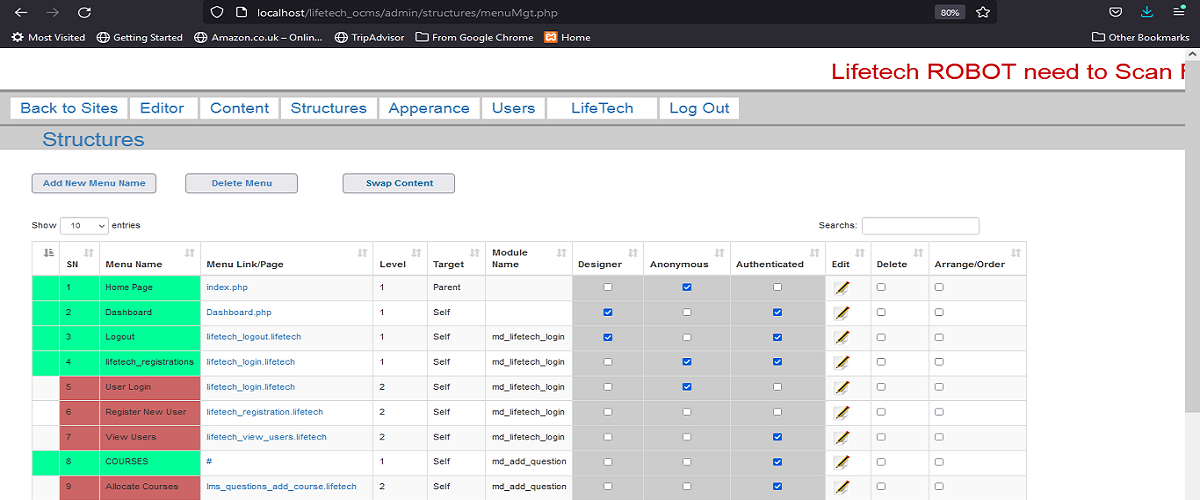 localhost/lifetech_ocms/admin/structures/menuMgt.php 80%
Most Visited Getting Started Amazon.co.uk – Onlin... TripAdvisor From Google Chrome Home Other Bookmarks
Lifetech ROBOT need to Scan
Back to Sites Editor Content Structures Apperance Users LifeTech Log Out
Structures
Add New Menu Name Delete Menu Swap Content
Show 10 entries Searchs:
SN Menu Name Menu Link/Page Level Target Module Name Designer Anonymous Authenticated Edit Delete Arrange/Order
1 Home Page index.php 1 Parent
2 Dashboard Dashboard.php 1 Self
3 Logout lifetech_logout.lifetech 1 Self md_lifetech_login
4 lifetech_registrations lifetech_login.lifetech 1 Self md_lifetech_login
5 User Login lifetech_login.lifetech 2 Self md_lifetech_login
6 Register New User lifetech_registration.lifetech 2 Self md_lifetech_login
7 View Users lifetech_view_users.lifetech 2 Self md_lifetech_login
8 COURSES # 1 Self md_add_question
9 Allocate Courses lms_questions_add_course.lifetech 2 Self md_add_question